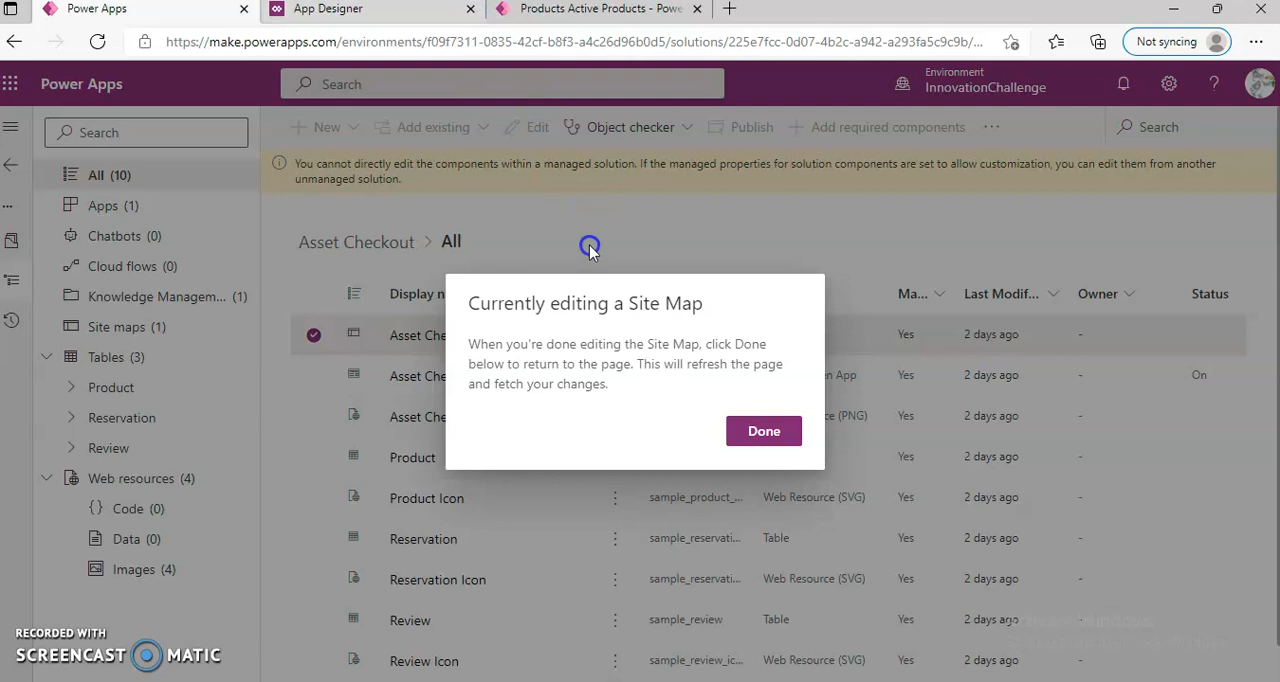 Power Apps
App Designer
Products Active Products - Powe
https://make.powerapps.com/environments/f09f7311-0835-42cf-b8f3-a4c26d96b0d5/solutions/225e7fcc-0d07-4b2c-a942-a293fa5c9c9b/...
Not syncing
Power Apps
Search
Environment
InnovationChallenge
Search
New
Add existing
Edit
Object checker
Publish
Add required components
Search
You cannot directly edit the components within a managed solution. If the managed properties for solution components are set to allow customization, you can edit them from another
unmanaged solution.
All (10)
Apps (1)
Chatbots (0)
Cloud flows (0)
Knowledge Managem... (1)
Site maps (1)
Tables (3)
Product
Reservation
Review
Web resources (4)
Code (0)
Data (0)
Images (4)
Asset Checkout > All
Display n
Ma...
Last Modif...
Owner
Status
Asset Che
Yes
2 days ago
-
Asset Che
en App
Yes
2 days ago
-
On
Asset Che
Resource (PNG)
Yes
2 days ago
-
Product
Yes
2 days ago
-
Product Icon
sample_product_...
Web Resource (SVG)
Yes
2 days ago
-
Reservation
sample_reservati...
Table
Yes
2 days ago
-
Reservation Icon
sample_reservati...
Web Resource (SVG)
Yes
2 days ago
-
Review
sample_review
Table
Yes
2 days ago
-
Review Icon
sample_review_ic...
Web Resource (SVG)
Yes
2 days ago
-
Currently editing a Site Map
When you're done editing the Site Map, click Done
below to return to the page. This will refresh the page
and fetch your changes.
Done
RECORDED WITH
SCREENCAST MATIC